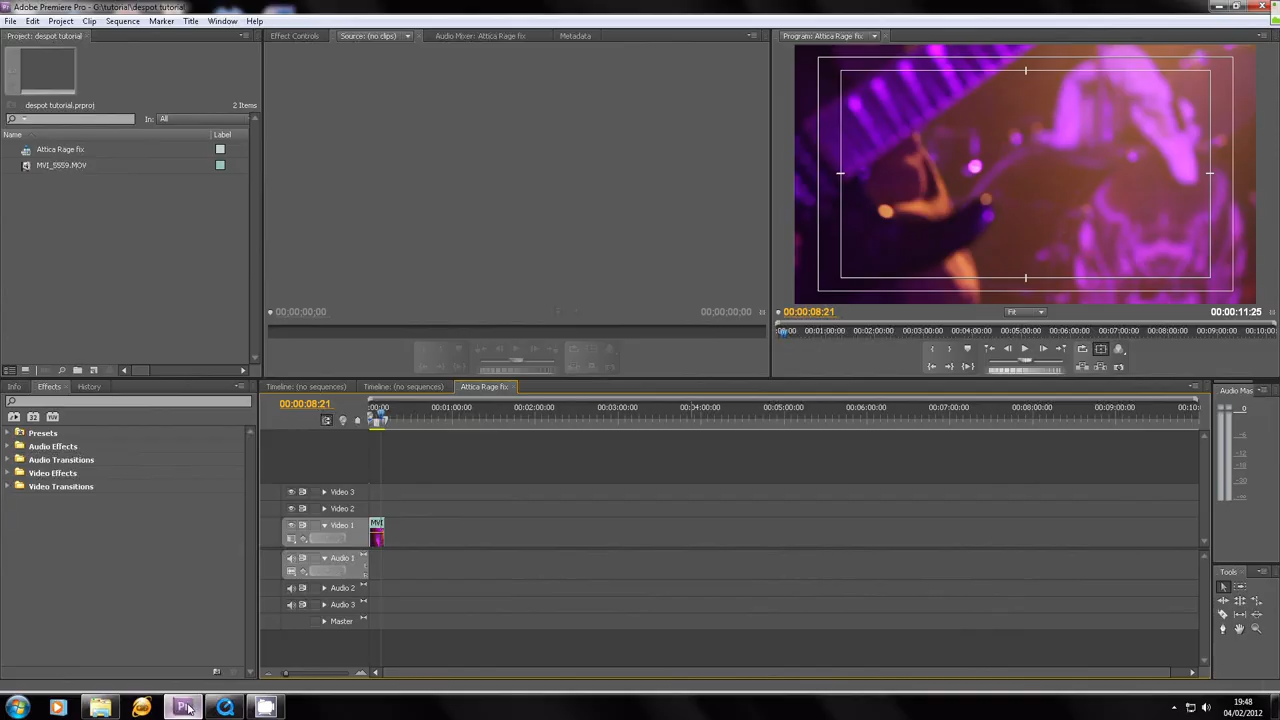 Adobe Premiere Pro - G:\tutorial\despot tutorial
File Edit Project Clip Sequence Marker Title Window Help
Project: despot tutorial
Effect Controls Source: (no clips) Audio Mixer: Attica Rage fix Metadata
Program: Attica Rage fix
despot tutorial.prproj 2 Items
In: All
Name Label
Attica Rage fix
MVI_5559.MOV
00;00;00;00 00;00;00;00
00:00:08:21 Fit 00:00:11:25
:00:00 00:01:00:00 00:02:00:00 00:03:00:00 00:04:00:00 00:05:00:00 00:06:00:00 00:07:00:00 00:08:00:00 00:09:00:00 00:10:00
Info Effects History
Timeline: (no sequences) Timeline: (no sequences) Attica Rage fix
Audio Mas
00:00:08:21
:00:00 00:01:00:00 00:02:00:00 00:03:00:00 00:04:00:00 00:05:00:00 00:06:00:00 00:07:00:00 00:08:00:00 00:09:00:00 00:10:
0
Presets
Audio Effects
Audio Transitions
Video Effects
Video Transitions
Video 3
Video 2
Video 1
MVI
Audio 1
Audio 2
Audio 3
Master
Tools
Pr
19:48
04/02/2012